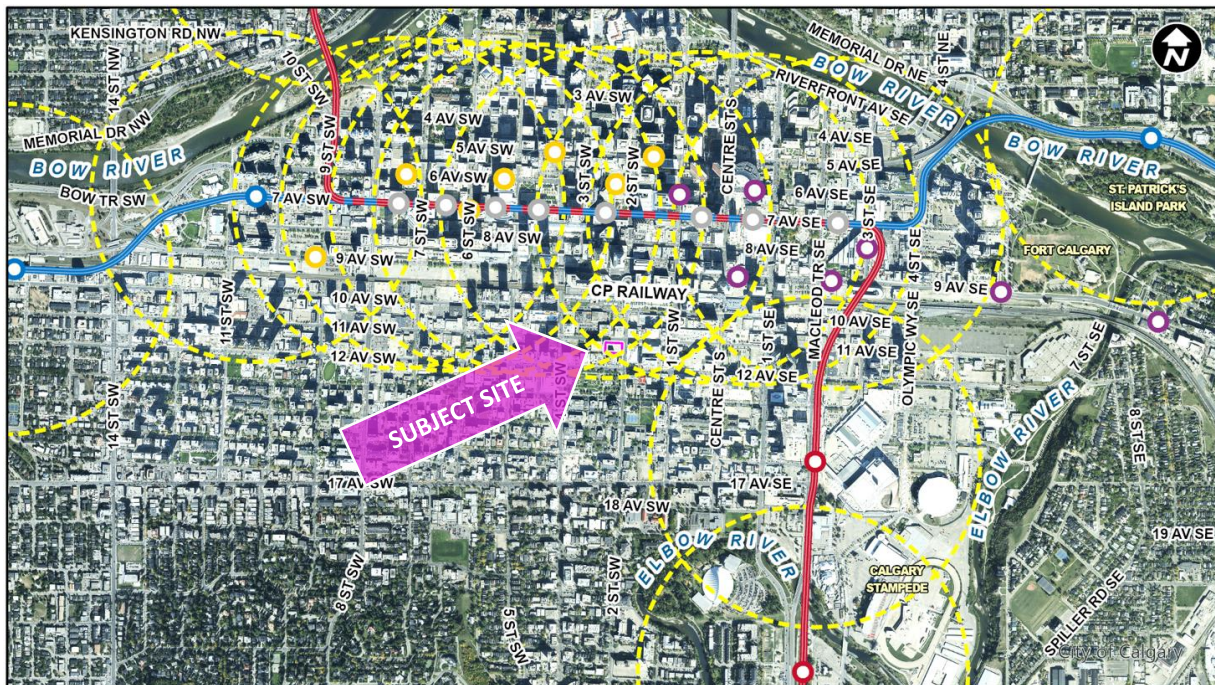 KENSINGTON RD NW
14 ST NW
10 ST SW
MEMORIAL DR NE
4 ST NE
BOW RIVER
RIVERFRONT AV SE
3 AV SW
CENTRE ST S
MEMORIAL DR NW
9 ST SW
4 AV SW
4 AV SE
BOW RIVER
5 AV SW
5 AV SE
BOW RIVER
6 AV SW
3 ST SW
2 ST SW
6 AV SE
ST. PATRICK'S
ISLAND PARK
BOW TR SW
7 AV SW
7 AV SE
3 ST SE
7 ST SW
6 ST SW
8 AV SW
8 AV SE
4 ST SE
FORT CALGARY
9 AV SW
9 AV SE
CP RAILWAY
MACLEOD TR SE
OLYMPIC WY SE
11 ST SW
10 AV SW
10 AV SE
1 ST SW
1 ST SE
11 AV SW
11 AV SE
7 ST SE
12 AV SW
12 AV SE
SUBJECT SITE
4 ST SW
14 ST SW
CENTRE ST S
ELBOW RIVER
8 ST SE
17 AV SW
17 AV SE
18 AV SW
19 AV SE
ELBOW RIVER
CALGARY
STAMPEDE
8 ST SW
2 ST SW
5 ST SW
SPILLER RD SE
City of Calgary
N